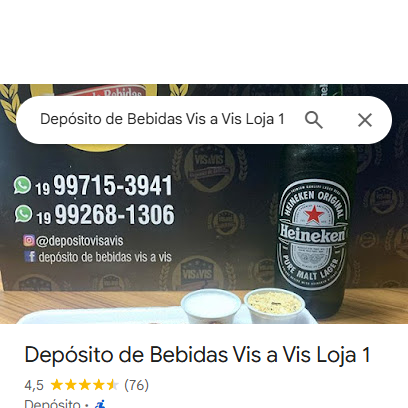 de Bebidas
Depósito de Bebidas Vis a Vis Loja 1
VIS A VIS
19 99715-3941
19 99268-1306
@depositovisavis
f depósito de bebidas vis a vis
HEINEKEN ORIGINAL
Heineken
PURE MALT LAGER
Depósito de Bebidas Vis a Vis Loja 1
4,5 (76)
Depósito ·